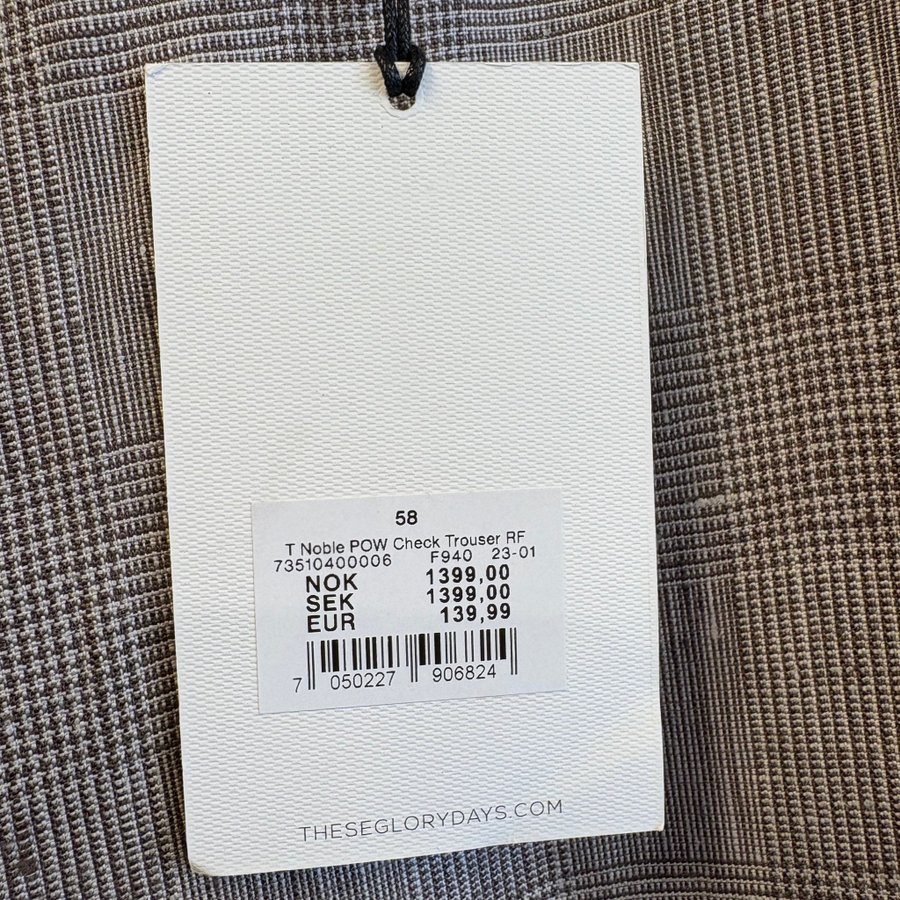 58
T Noble POW Check Trouser RF
73510400006 F940 23-01
NOK 1399,00
SEK 1399,00
EUR 139,99
7 050227 906824
THESEGLORYDAYS.COM